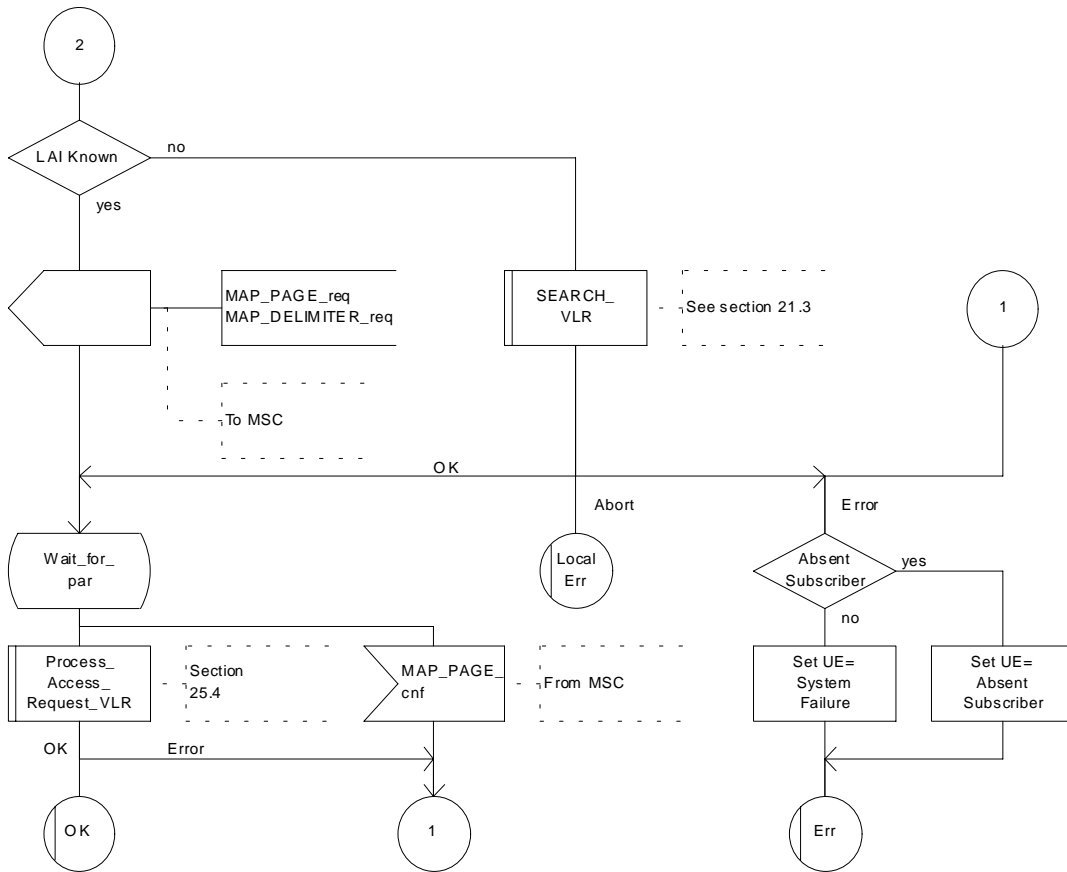 2
LAI Known
no
yes
MAP_PAGE_req
MAP_DELIMITER_req
SEARCH_
VLR
See section 21.3
1
To MSC
OK
Abort
Error
Wait_for_
par
Local
Err
Absent
Subscriber
yes
no
Process_
Access_
Request_VLR
Section
25.4
MAP_PAGE_
cnf
From MSC
Set UE=
System
Failure
Set UE=
Absent
Subscriber
OK
Error
OK
1
Err